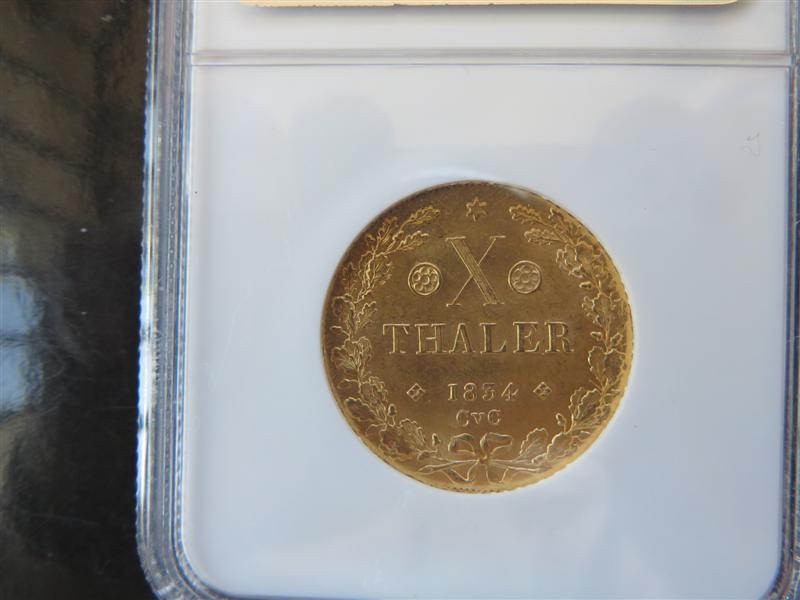 X
THALER
1834
CvC